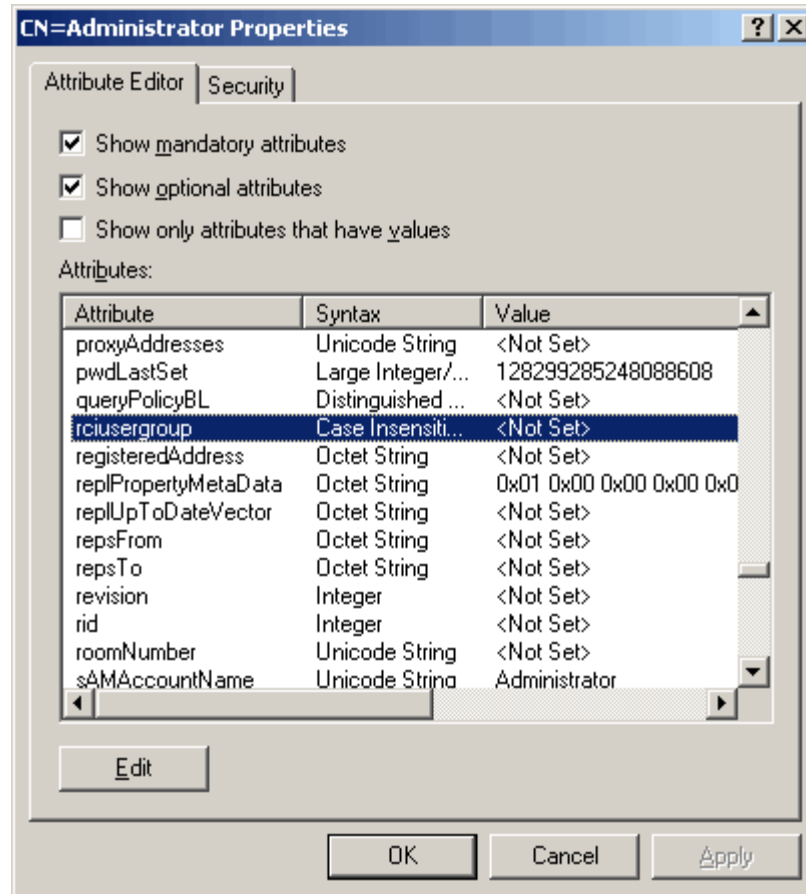 CN=Administrator Properties
Attribute Editor Security
Show mandatory attributes
Show optional attributes
Show only attributes that have values
Attributes:
Attribute Syntax Value
proxyAddresses Unicode String <Not Set>
pwdLastSet Large Integer/... 128299285248088608
queryPolicyBL Distinguished ... <Not Set>
rciusergroup Case Insensiti... <Not Set>
registeredAddress Octet String <Not Set>
replPropertyMetaData Octet String 0x01 0x00 0x00 0x00 0x0
replUpToDateVector Octet String <Not Set>
repsFrom Octet String <Not Set>
repsTo Octet String <Not Set>
revision Integer <Not Set>
rid Integer <Not Set>
roomNumber Unicode String <Not Set>
sAMAccountName Unicode String Administrator
Edit
OK Cancel Apply